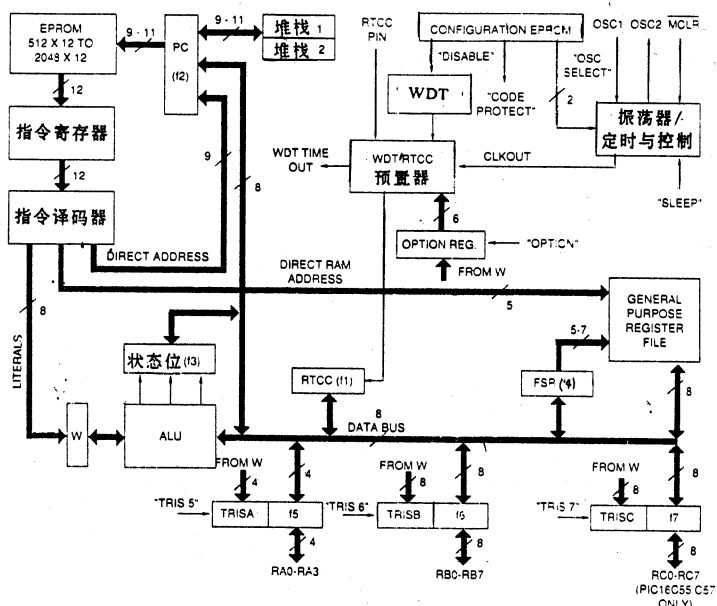 EPROM
512 X 12 TO
2048 X 12
9-11
PC
(f2)
9 - 11
堆栈 1
堆栈 2
RTCC
PIN
CONFIGURATION EPROM
OSC1
OSC2
MCLR
"DISABLE"
"OSC
SELECT"
12
WDT
"CODE
PROTECT"
2
指令寄存器
振荡器/
定时与控制
9
WDT TIME
OUT
WDT/RTCC
预置器
CLKOUT
12
8
"SLEEP"
指令译码器
6
OPTION REG.
"OPTION"
DIRECT ADDRESS
FROM W
DIRECT RAM
ADDRESS
5
GENERAL
PURPOSE
REGISTER
FILE
8
LITERALS
5-7
状态位(f3)
RTCC (f1)
FSR (f4)
8
8
W
ALU
DATA BUS
FROM W
4
4
FROM W
8
8
FROM W
8
8
"TRIS 5"
TRISA
f5
"TRIS 6"
TRISB
f6
"TRIS 7"
TRISC
f7
4
8
8
RA0-RA3
RB0-RB7
RC0-RC7
(PIC16C55 C57
ONLY)